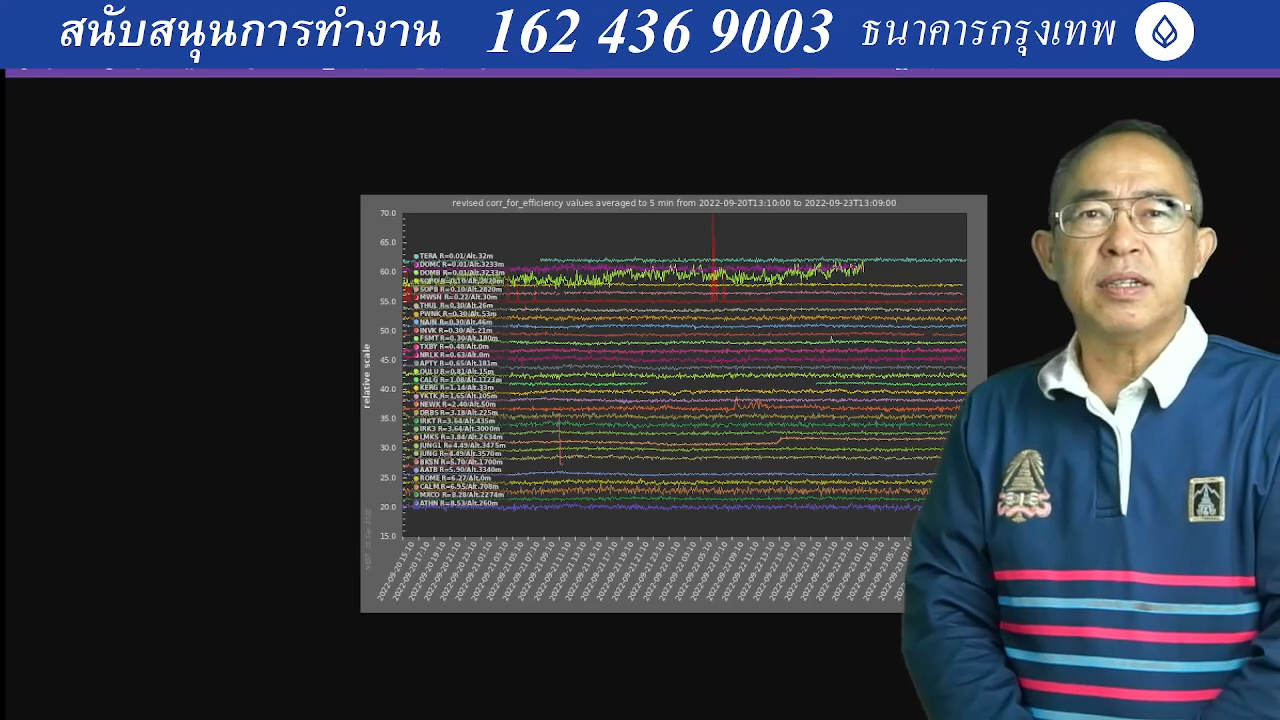 สนับสนุนการทำงาน 162 436 9003 ธนาคารกรุงเทพ
revised corr_for_efficiency values averaged to 5 min from 2022-09-20T13:10:00 to 2022-09-23T13:09:00
70.0
65.0
60.0
55.0
50.0
45.0
40.0
35.0
30.0
25.0
20.0
15.0
relative scale
TERA R=0.01/Alt.32m
DOMC R=0.01/Alt.3233m
DOMB R=0.01/Alt.3233m
SOPO R=0.10/Alt.2820m
SOPB R=0.10/Alt.2820m
MWSN R=0.22/Alt.30m
THUL R=0.30/Alt.26m
PWNK R=0.30/Alt.53m
NAIN R=0.30/Alt.46m
INVK R=0.30/Alt.21m
FSMT R=0.30/Alt.180m
TXBY R=0.48/Alt.0m
NRLK R=0.63/Alt.0m
APTY R=0.65/Alt.181m
OULU R=0.81/Alt.15m
CALG R=1.08/Alt.1123m
KERG R=1.14/Alt.33m
YKTK R=1.65/Alt.105m
NEWK R=2.40/Alt.50m
DRBS R=3.18/Alt.225m
IRKT R=3.64/Alt.435m
IRK3 R=3.64/Alt.3000m
LMKS R=3.84/Alt.2634m
JUNG1 R=4.49/Alt.3475m
JUNG R=4.49/Alt.3570m
BKSN R=5.70/Alt.1700m
AATB R=5.90/Alt.3340m
ROME R=6.27/Alt.0m
CALM R=6.95/Alt.708m
MXCO R=8.28/Alt.2274m
ATHN R=8.53/Alt.260m